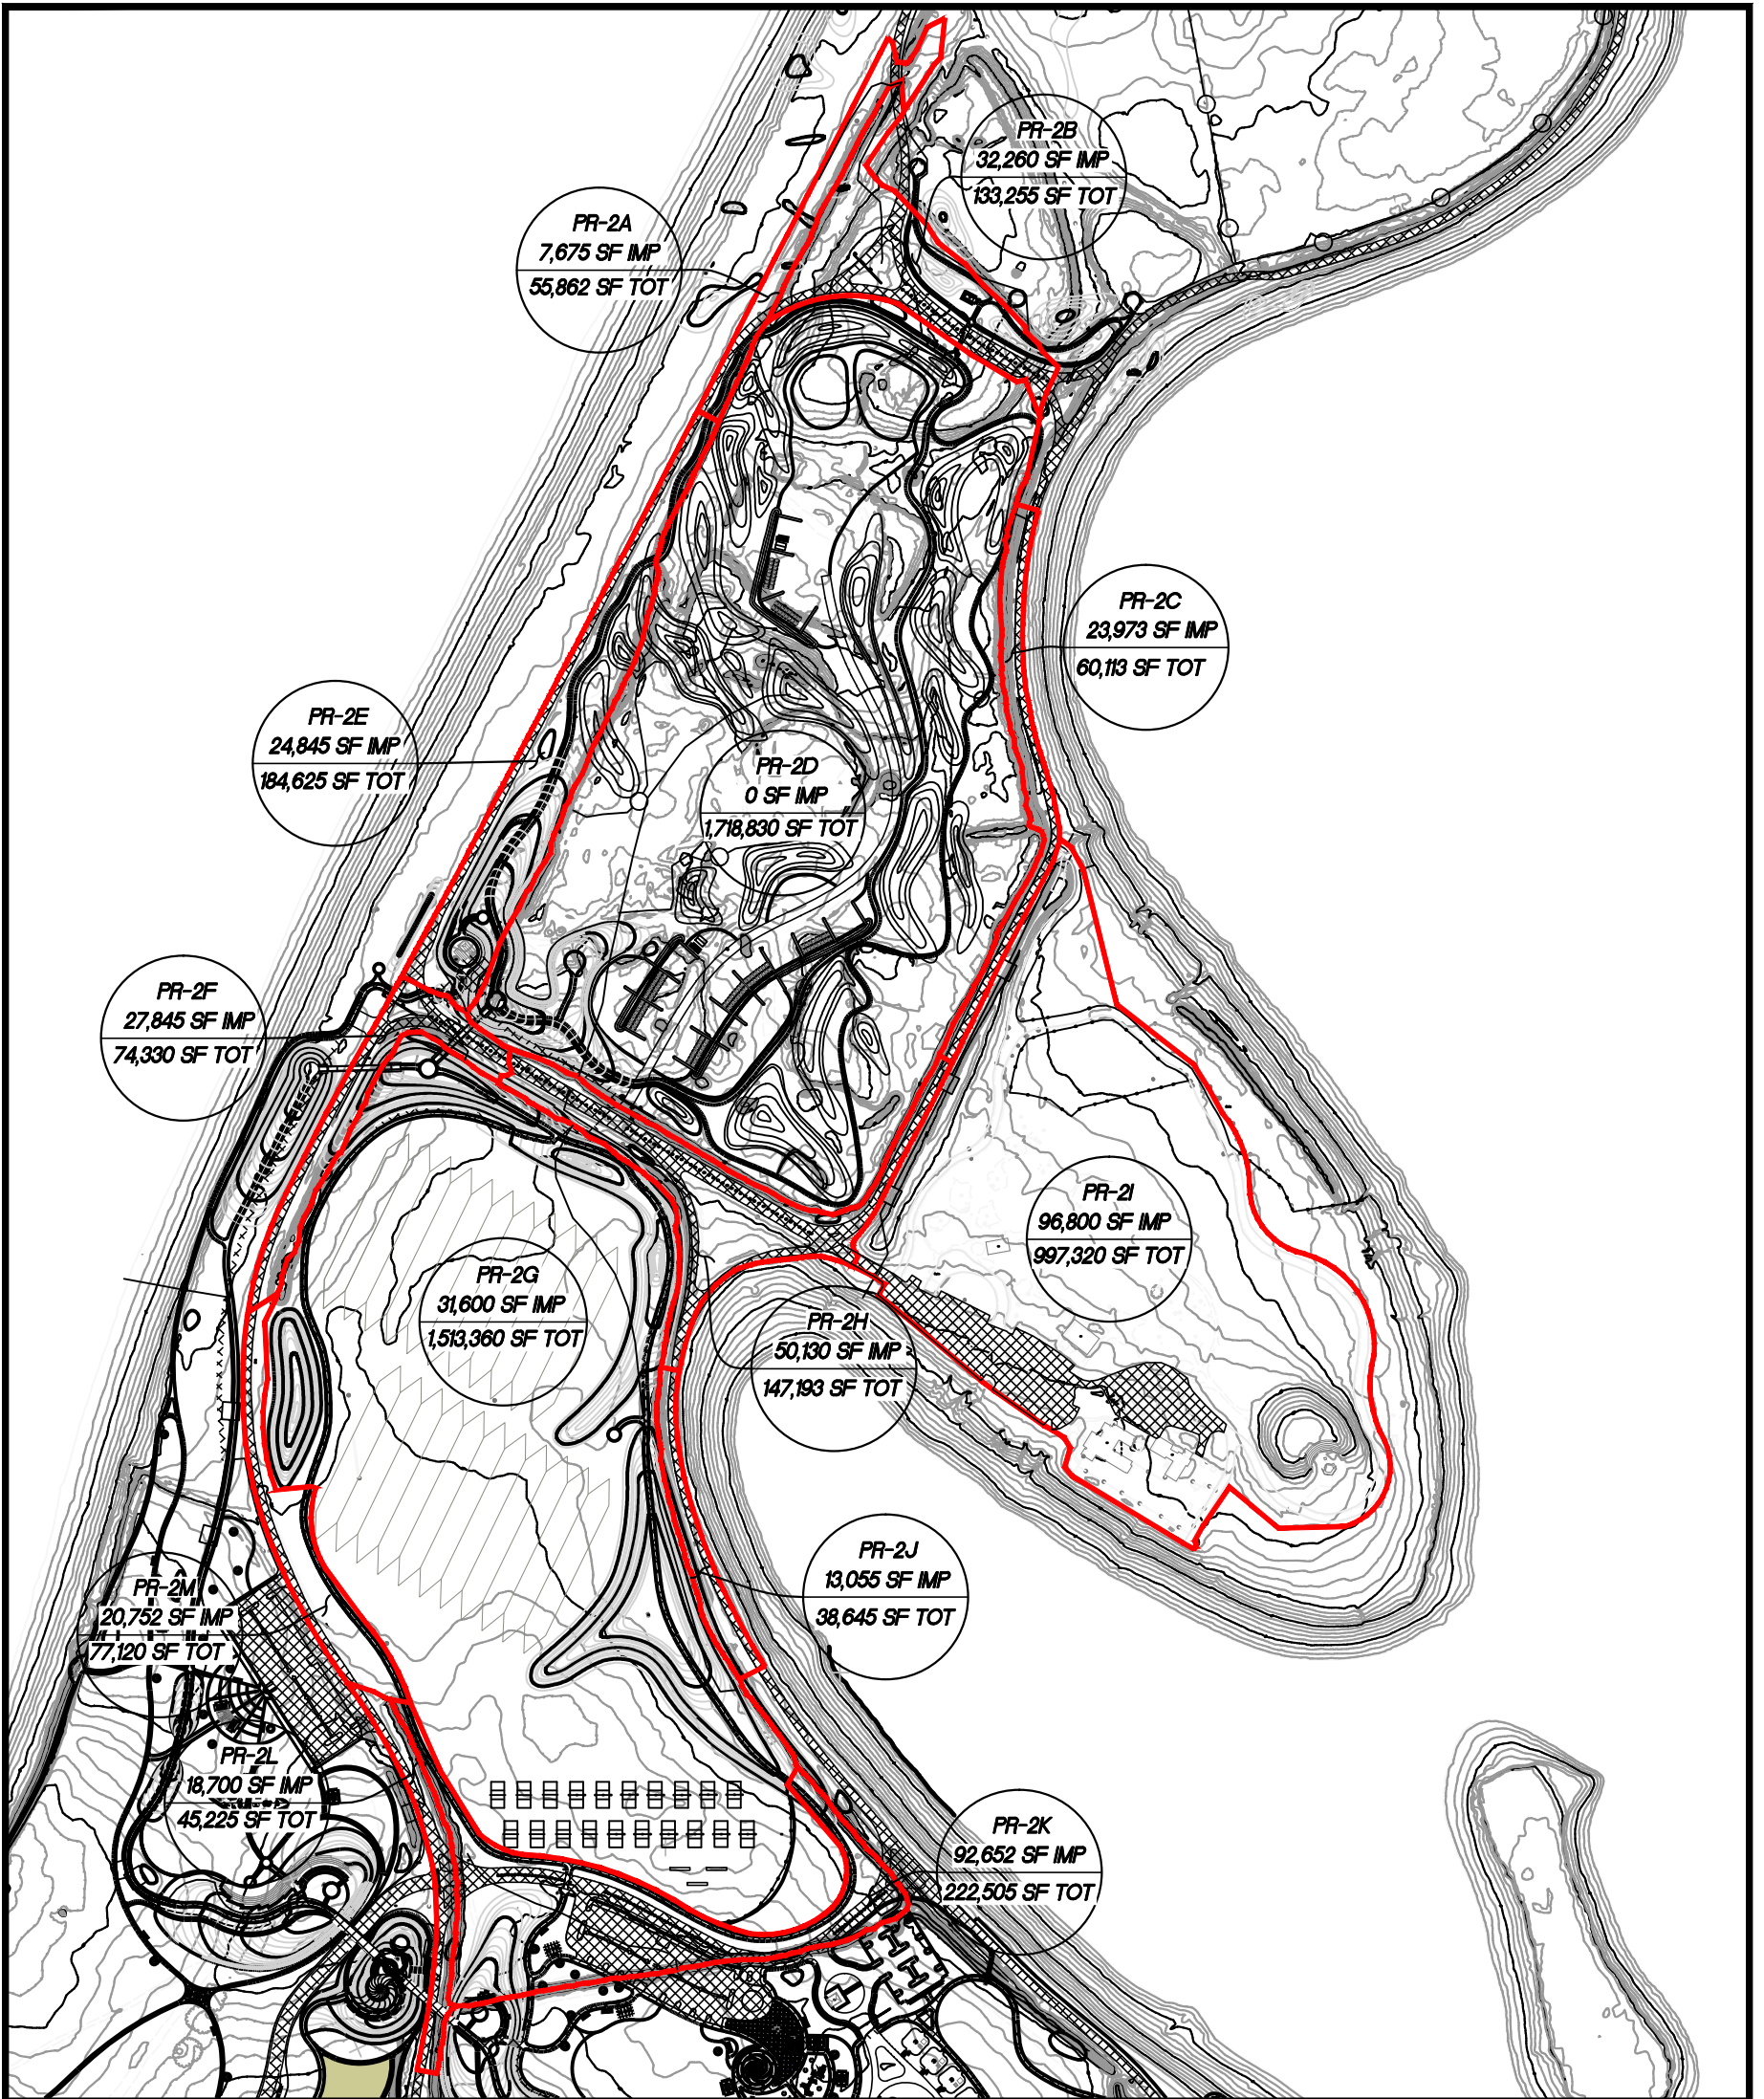 PR-2B
32,260 SF IMP
133,255 SF TOT
PR-2A
7,675 SF IMP
55,862 SF TOT
PR-2C
23,973 SF IMP
60,113 SF TOT
PR-2E
24,845 SF IMP
184,625 SF TOT
PR-2D
0 SF IMP
1,718,830 SF TOT
PR-2F
27,845 SF IMP
74,330 SF TOT
PR-2I
96,800 SF IMP
997,320 SF TOT
PR-2G
31,600 SF IMP
1,513,360 SF TOT
PR-2H
50,130 SF IMP
147,193 SF TOT
PR-2J
13,055 SF IMP
38,645 SF TOT
PR-2M
20,752 SF IMP
77,120 SF TOT
PR-2L
18,700 SF IMP
45,225 SF TOT
PR-2K
92,652 SF IMP
222,505 SF TOT